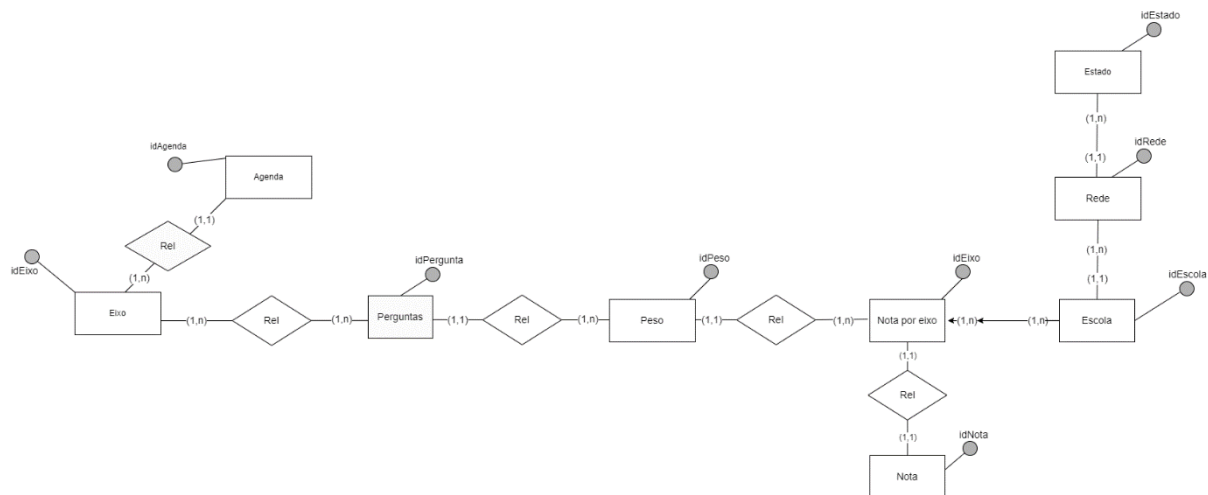 idEstado
Estado
(1,n)
idAgenda
(1,1)
idRede
Agenda
Rede
(1,1)
Rel
(1,n)
idPergunta
idPeso
idEixo
idEixo
(1,n)
idEscola
(1,1)
Eixo
(1,n)
Rel
(1,n)
Perguntas
(1,1)
Rel
(1,n)
Peso
(1,1)
Rel
(1,n)
Nota por eixo
(1,n)
(1,n)
Escola
(1,1)
Rel
(1,1)
idNota
Nota